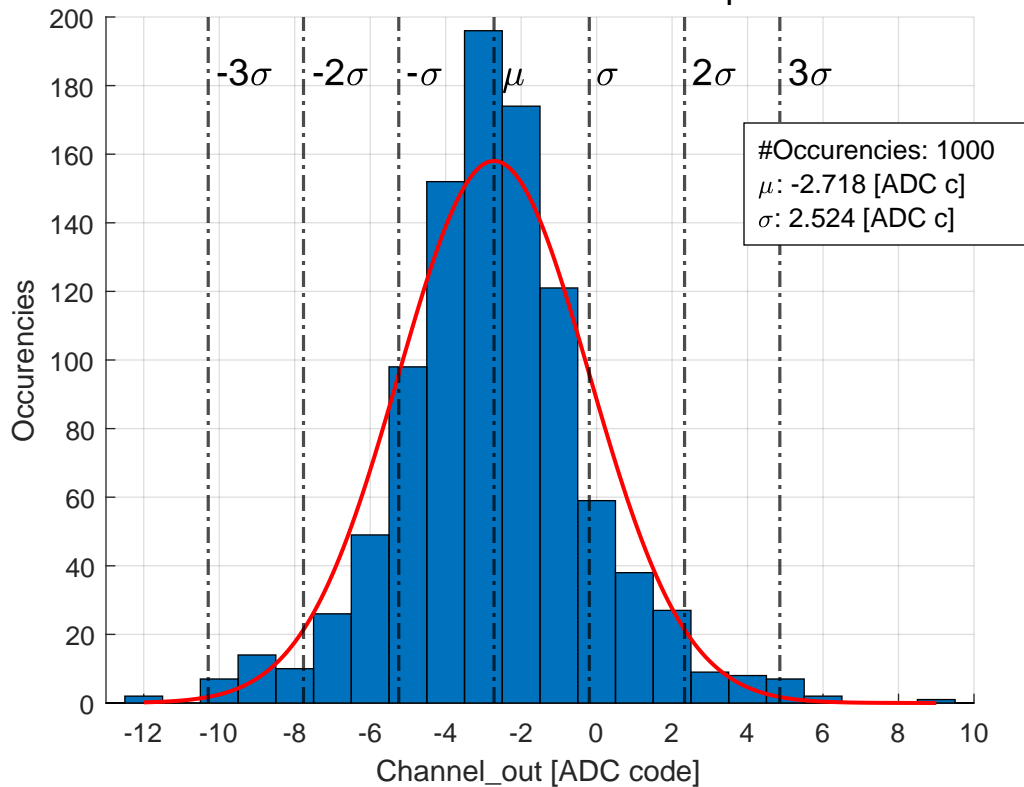 200
180
160
140
120
100
80
60
40
20
0
-3σ -2σ -σ μ σ 2σ 3σ
#Occurencies: 1000
μ: -2.718 [ADC c]
σ: 2.524 [ADC c]
Occurencies
-12 -10 -8 -6 -4 -2 0 2 4 6 8 10
Channel_out [ADC code]